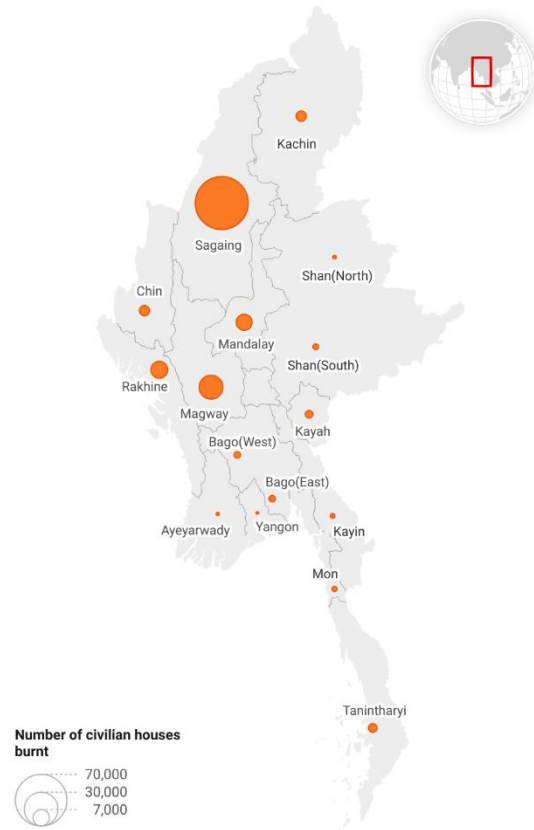 Kachin
Sagaing
Shan(North)
Chin
Mandalay
Shan(South)
Rakhine
Magway
Kayah
Bago(West)
Bago(East)
Ayeyarwady
Yangon
Kayin
Mon
Tanintharyi
Number of civilian houses
burnt
70,000
30,000
7,000